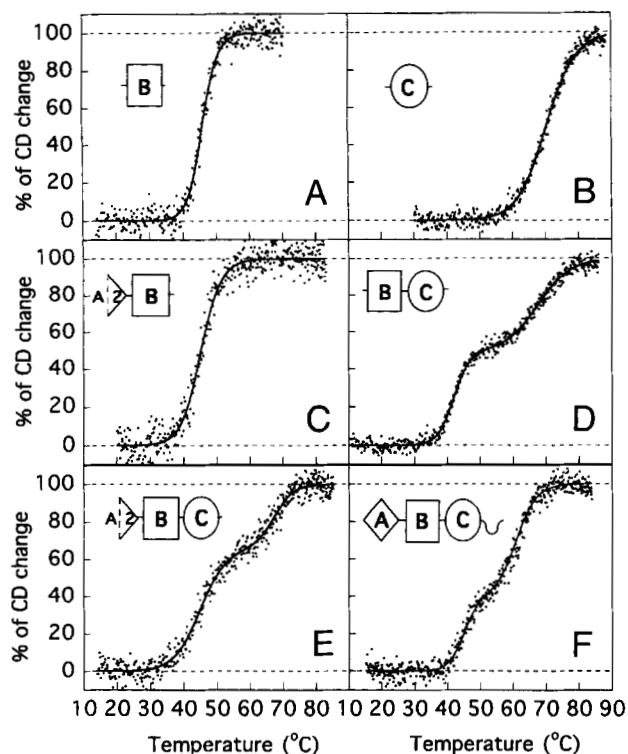 % of CD change
100
80
60
40
20
0
B
A
C
B
% of CD change
100
80
60
40
20
0
A 2 B
C
B C
D
% of CD change
100
80
60
40
20
0
A 2 B C
E
A B C
F
10 20 30 40 50 60 70 80
10 20 30 40 50 60 70 80 90
Temperature (°C)
Temperature (°C)